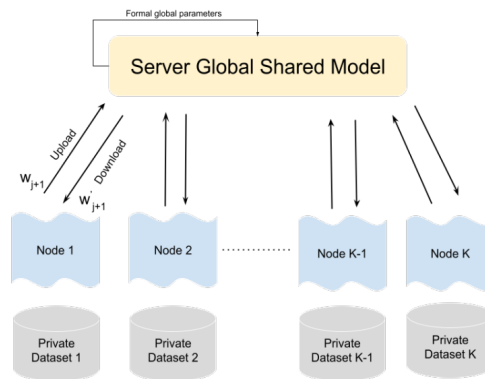 Formal global parameters
Server Global Shared Model
Upload
Download
w_{j+1}
w'_{j+1}
Node 1
Node 2
Node K-1
Node K
Private
Dataset 1
Private
Dataset 2
Private
Dataset K-1
Private
Dataset K